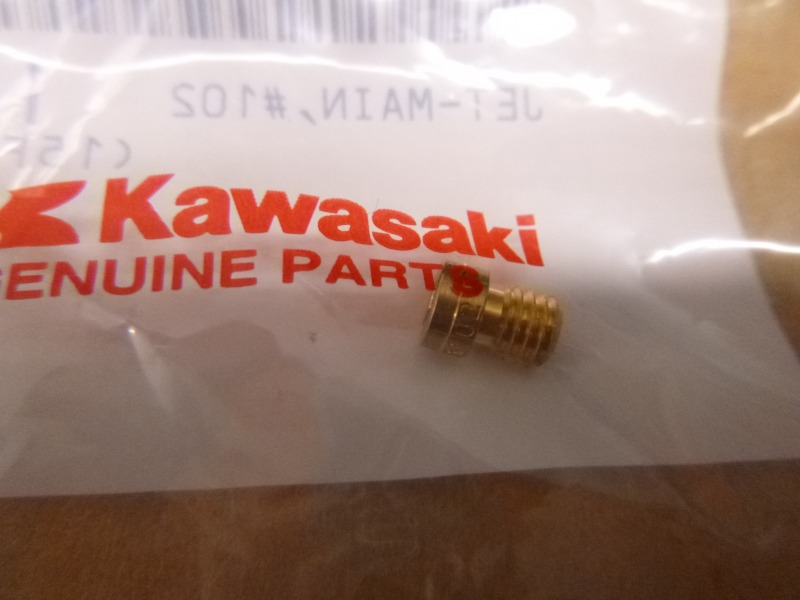 JET-MAIN,#102
Kawasaki
GENUINE PARTS